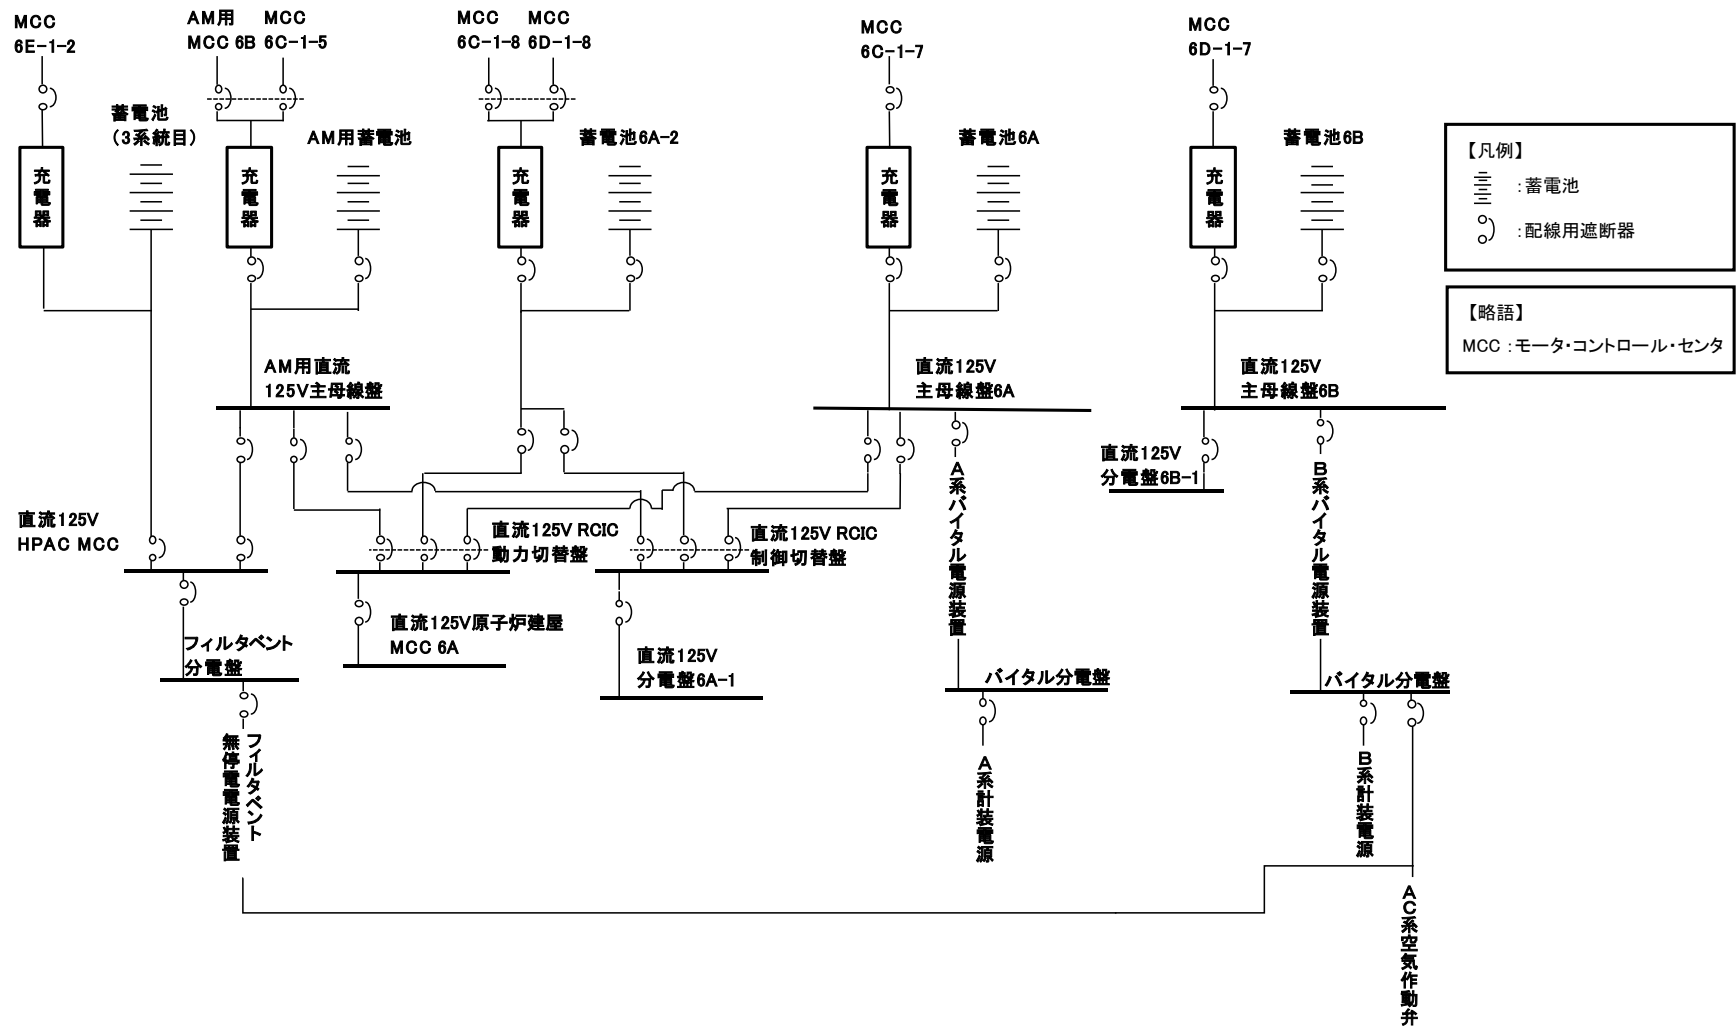 MCC
6E-1-2
AM用
MCC 6B
MCC
6C-1-5
MCC
6C-1-8
MCC
6D-1-8
MCC
6C-1-7
MCC
6D-1-7
蓄電池
(3系統目)
AM用蓄電池
蓄電池6A-2
蓄電池6A
蓄電池6B
充電器
充電器
充電器
充電器
充電器
【凡例】
:蓄電池
:配線用遮断器
【略語】
MCC:モータ・コントロール・センタ
AM用直流
125V主母線盤
直流125V
主母線盤6A
直流125V
主母線盤6B
直流125V
分電盤6B-1
直流125V
HPAC MCC
直流125V RCIC
動力切替盤
直流125V RCIC
制御切替盤
A系バイタル電源装置
B系バイタル電源装置
フィルタベント
分電盤
直流125V原子炉建屋
MCC 6A
直流125V
分電盤6A-1
バイタル分電盤
バイタル分電盤
フィルタベント
無停電電源装置
A系計装電源
B系計装電源
AC系空気作動弁